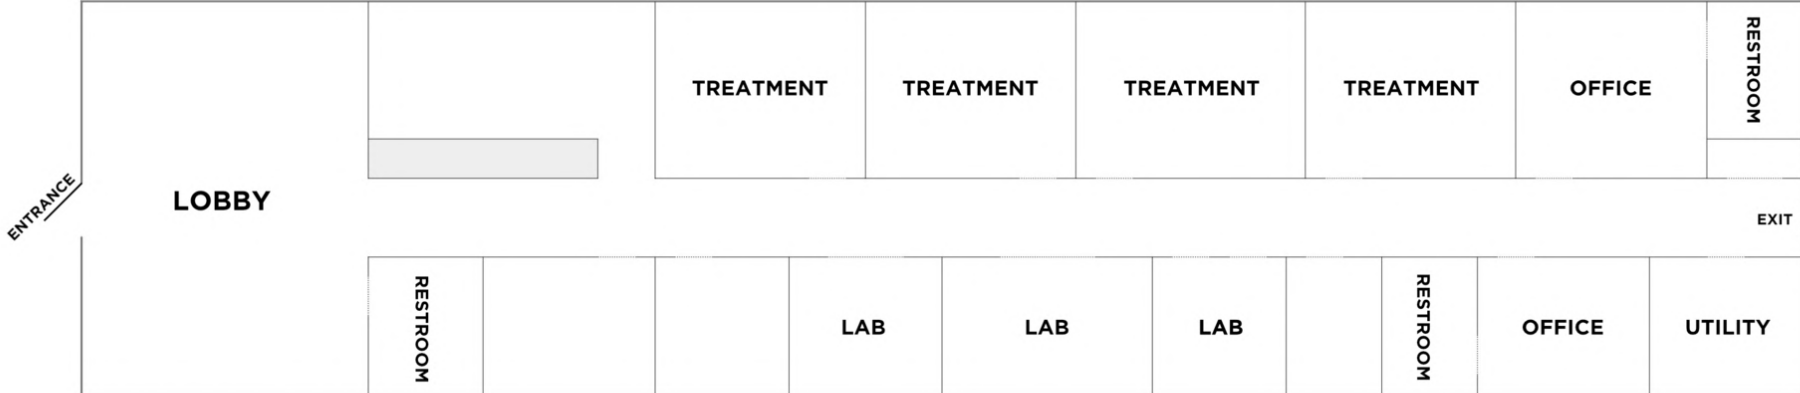 TREATMENT
TREATMENT
TREATMENT
TREATMENT
OFFICE
RESTROOM
ENTRANCE
LOBBY
EXIT
RESTROOM
LAB
LAB
LAB
RESTROOM
OFFICE
UTILITY